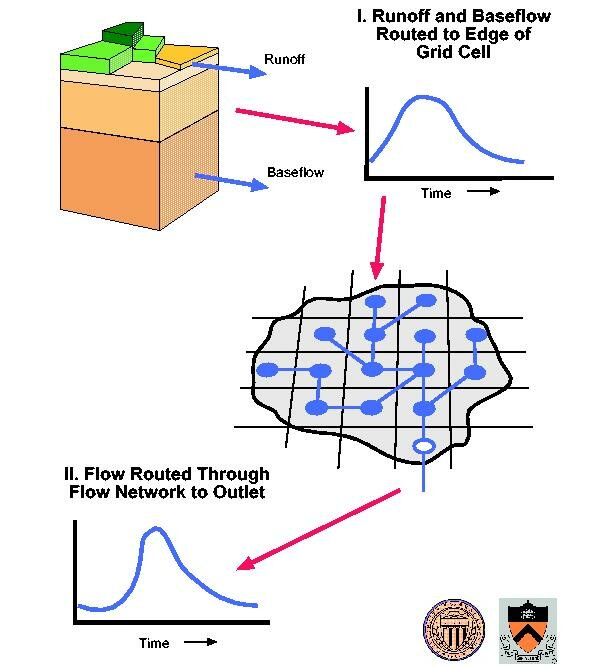 I. Runoff and Baseflow
Routed to Edge of
Grid Cell
Runoff
Baseflow
Time
II. Flow Routed Through
Flow Network to Outlet
Time